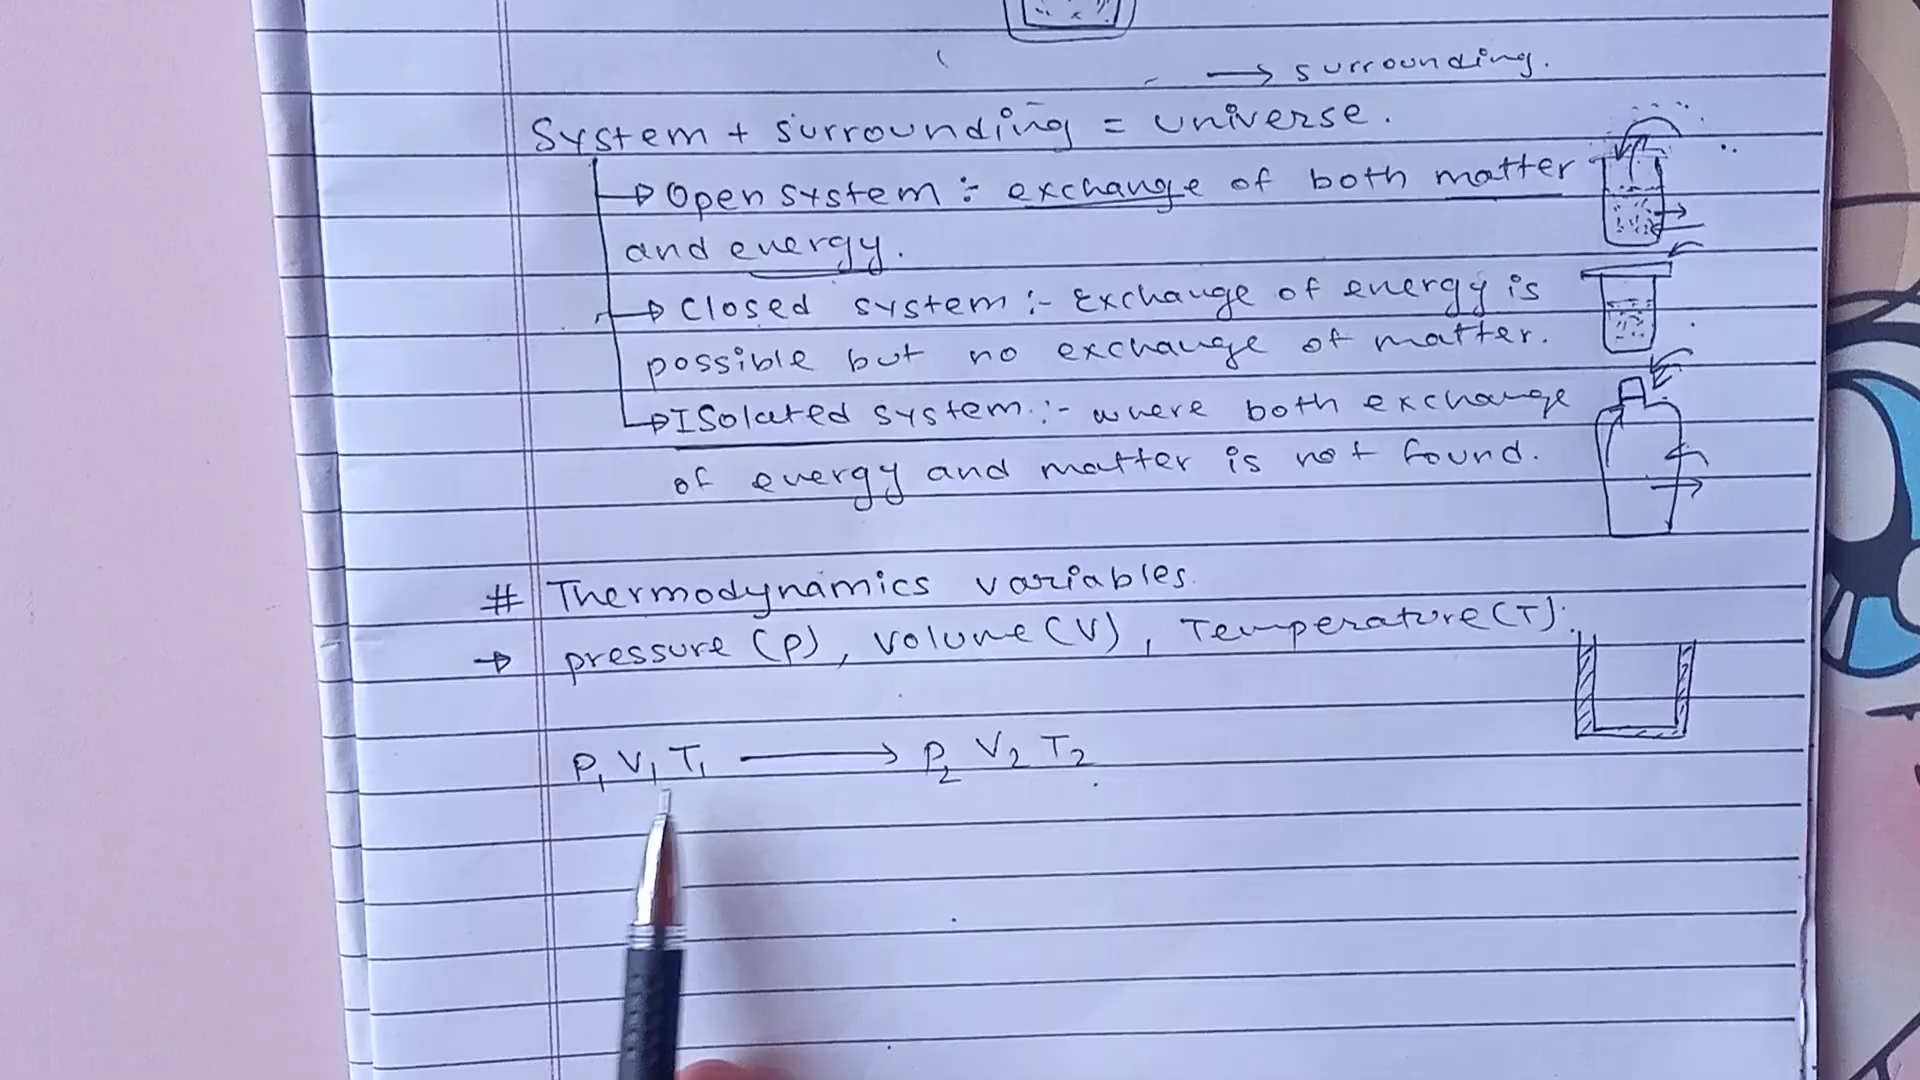 → surrounding.
System + surrounding = universe.
→ Open system :- exchange of both matter
and energy.
→ Closed system :- Exchange of energy is
possible but no exchange of matter.
→ ISolated system :- where both exchange
of energy and matter is not found.
# Thermodynamics variables.
→ pressure (P), Volume (V), Temperature (T).
P₁ V₁ T₁ ⟶ P₂ V₂ T₂